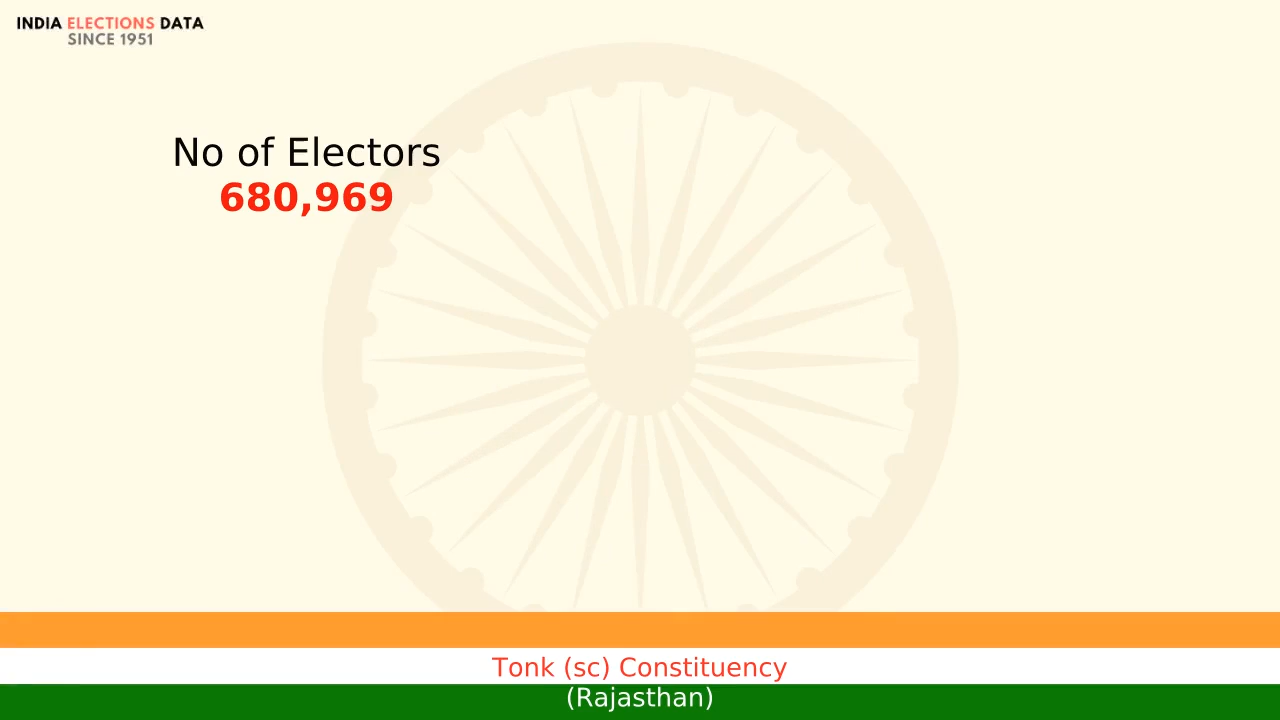 INDIA ELECTIONS DATA
SINCE 1951
No of Electors
680,969
Tonk (sc) Constituency
(Rajasthan)